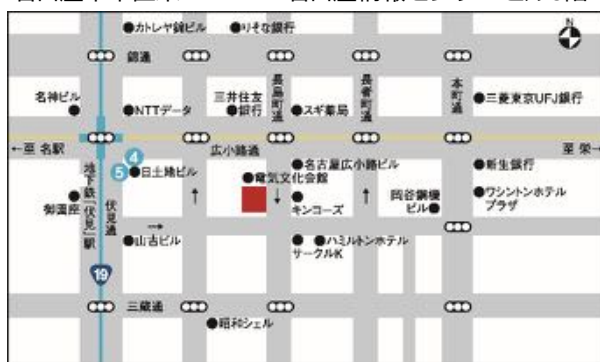 ●カトレヤ錦ビル
●りそな銀行
N
錦通
名神ビル
●
●NTTデータ
三井住友
●銀行
長島町通
●スギ薬局
長者町通
本町通
●三菱東京UFJ銀行
←至 名駅
広小路通
至 栄→
4
5
●日土地ビル
●名古屋広小路ビル
●電気文化会館
●新生銀行
地下鉄「伏見」駅
伏見通
●
御園座
↑
↓
●
キンコーズ
↑
岡谷鋼機
ビル●
●ワシントンホテル
プラザ
→
●山古ビル
●
●ハミルトンホテル
サークルK
19
三蔵通
●昭和シェル